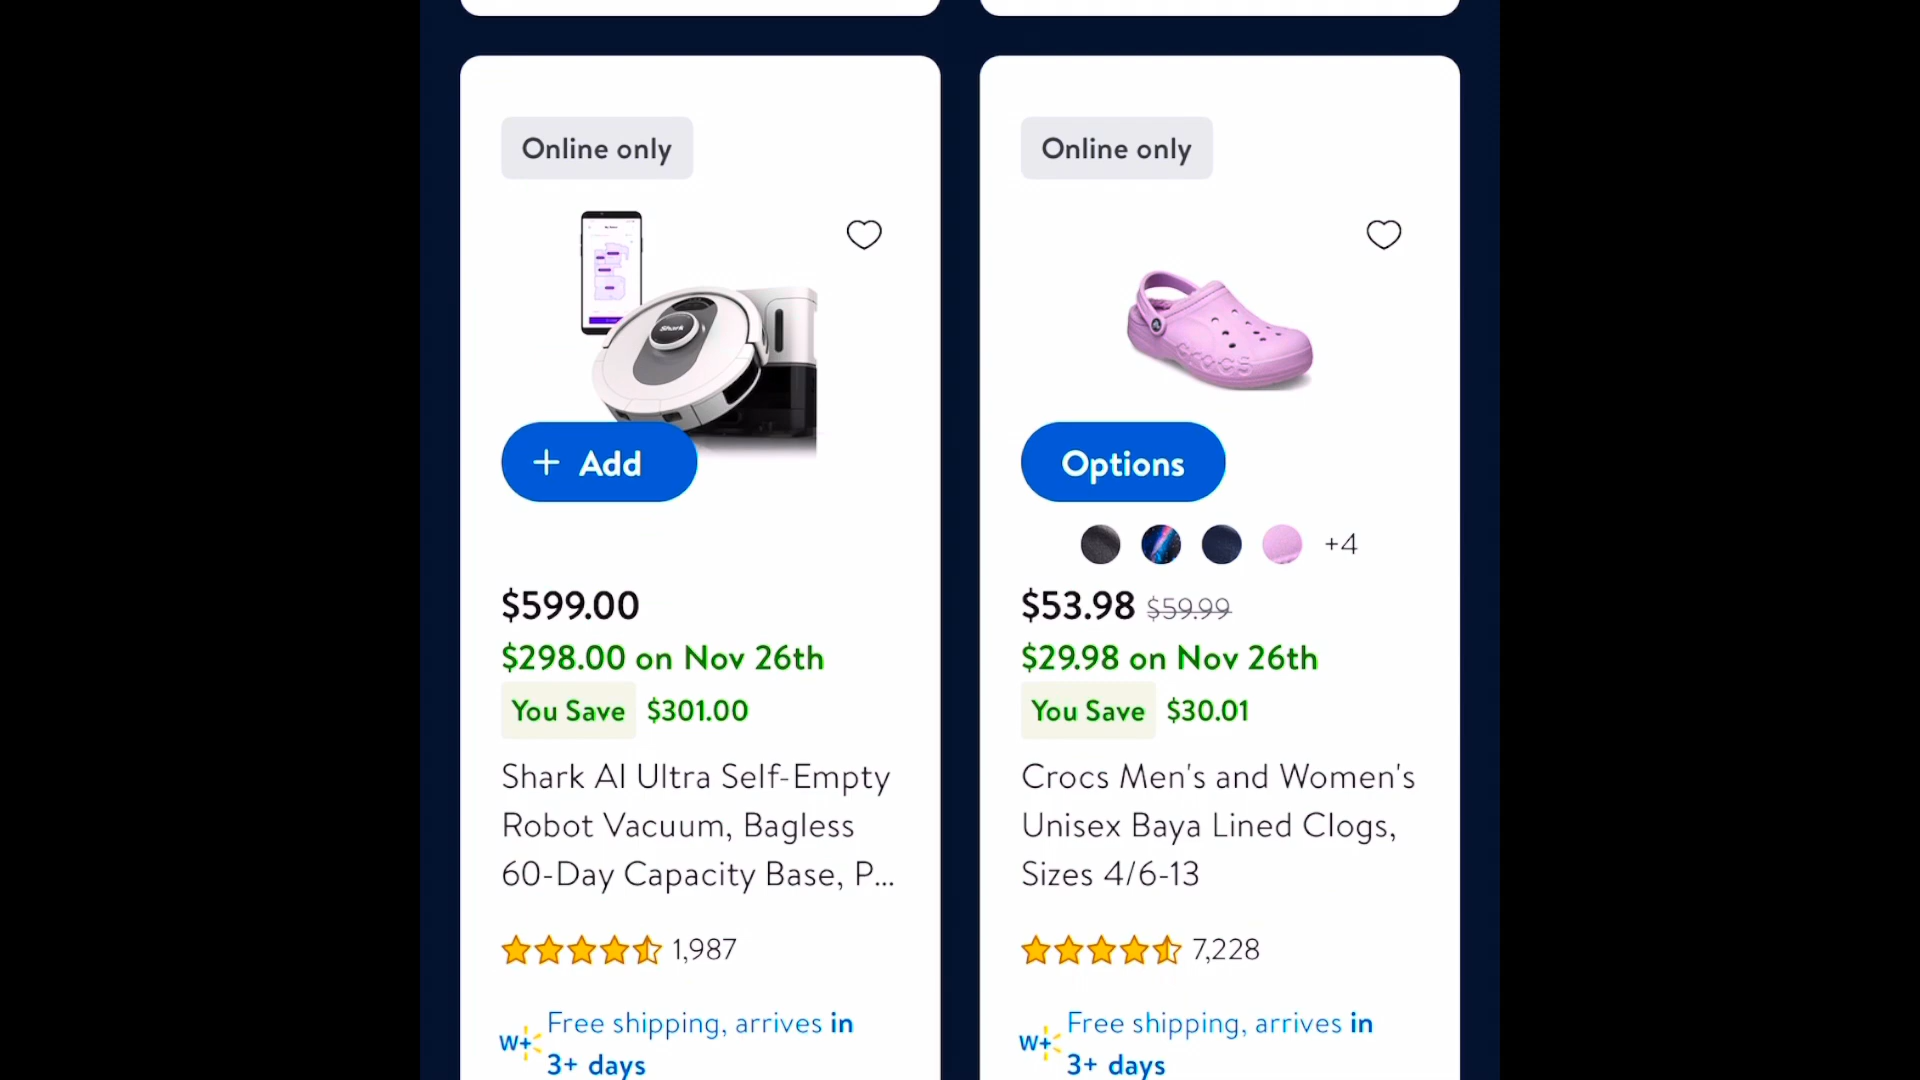 Online only
Shark
+ Add
$599.00
$298.00 on Nov 26th
You Save $301.00
Shark AI Ultra Self-Empty
Robot Vacuum, Bagless
60-Day Capacity Base, P...
1,987
W+ Free shipping, arrives in
3+ days
Online only
crocs
Options
+4
$53.98 $59.99
$29.98 on Nov 26th
You Save $30.01
Crocs Men's and Women's
Unisex Baya Lined Clogs,
Sizes 4/6-13
7,228
W+ Free shipping, arrives in
3+ days